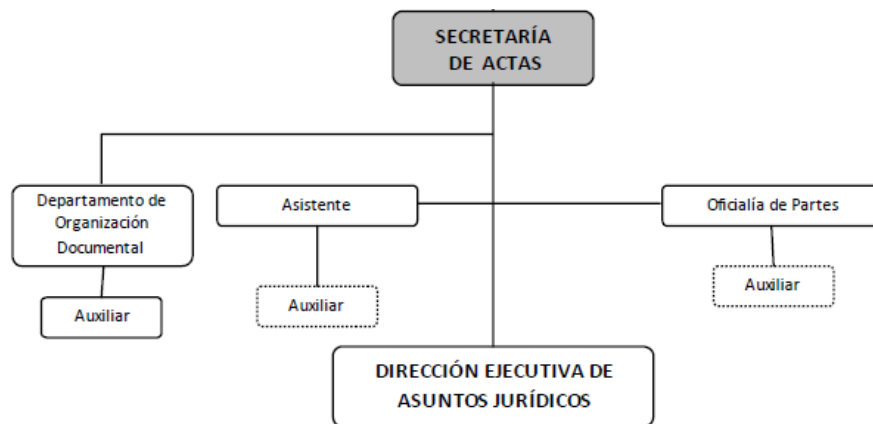 SECRETARÍA
DE ACTAS
Departamento de
Organización
Documental
Asistente
Oficialía de Partes
Auxiliar
Auxiliar
Auxiliar
DIRECCIÓN EJECUTIVA DE
ASUNTOS JURÍDICOS